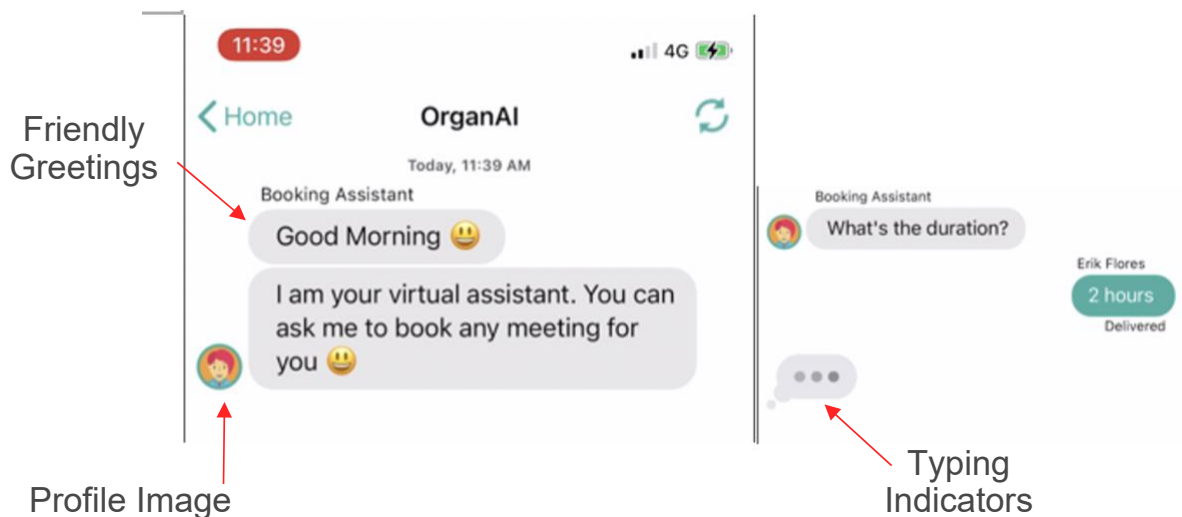 11:39
4G
Home
OrganAI
Today, 11:39 AM
Friendly
Greetings
Booking Assistant
Good Morning 😃
I am your virtual assistant. You can
ask me to book any meeting for
you 😃
Profile Image
Booking Assistant
What's the duration?
Erik Flores
2 hours
Delivered
Typing
Indicators